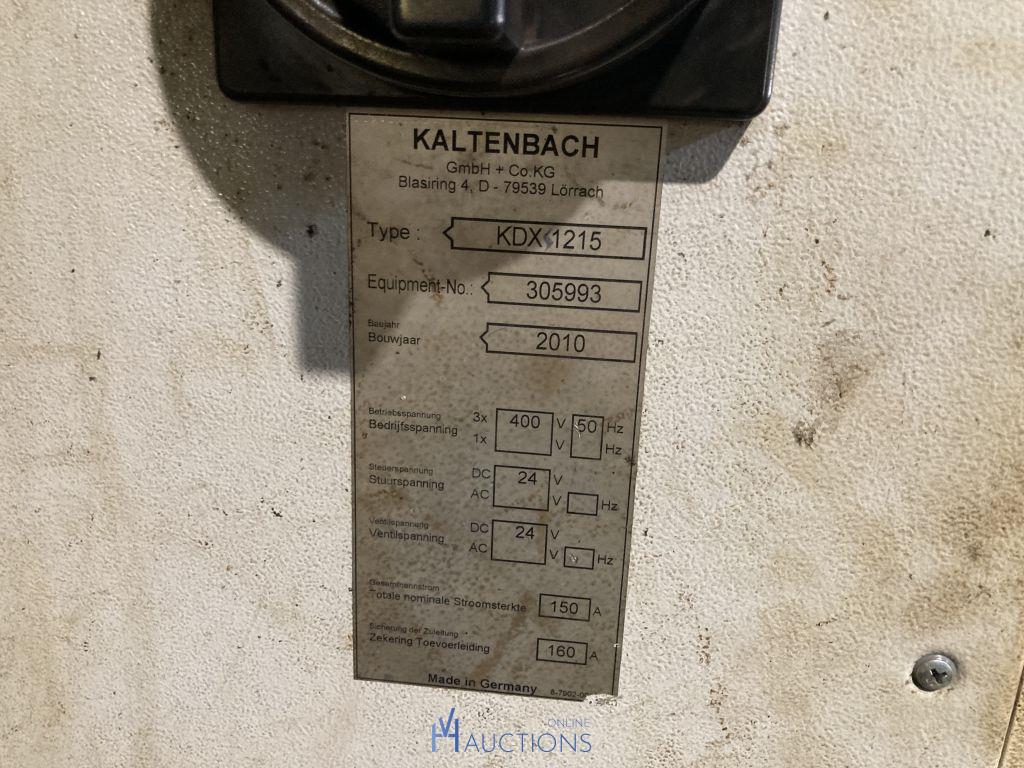 KALTENBACH
GmbH + Co.KG
Blasiring 4, D - 79539 Lörrach
Type : KDX 1215
Equipment-No.: 305993
Baujahr
Bouwjaar 2010
Betriebsspannung
Bedrijfsspanning 3x 400 V 50 Hz
1x V Hz
Steuerspannung
Stuurspanning DC 24 V
AC V Hz
Ventilspannung
Ventilspanning DC 24 V
AC V Hz
Gesamtnennstrom
Totale nominale Stroomsterkte 150 A
Sicherung der Zuleitung
Zekering Toevoerleiding 160 A
Made in Germany
VH ONLINE
AUCTIONS